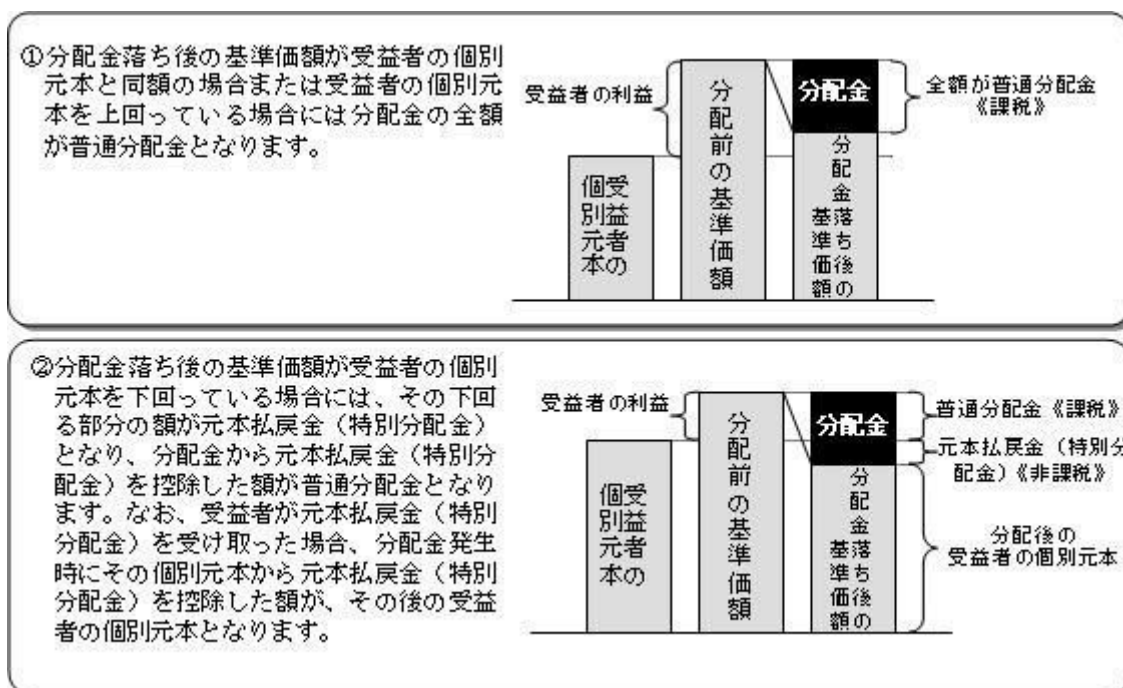 ①分配金落ち後の基準価額が受益者の個別
元本と同額の場合または受益者の個別元
本を上回っている場合には分配金の全額
が普通分配金となります。
受益者の利益
受益者の
個別元本
分配前の基準価額
分配金
分配金落ち後の
基準価額
全額が普通分配金
《課税》
②分配金落ち後の基準価額が受益者の個別
元本を下回っている場合には、その下回
る部分の額が元本払戻金（特別分配金）
となり、分配金から元本払戻金（特別分
配金）を控除した額が普通分配金となり
ます。なお、受益者が元本払戻金（特別
分配金）を受け取った場合、分配金発生
時にその個別元本から元本払戻金（特別
分配金）を控除した額が、その後の受益
者の個別元本となります。
受益者の利益
受益者の
個別元本
分配前の基準価額
分配金
分配金落ち後の
基準価額
普通分配金《課税》
元本払戻金（特別分
配金）《非課税》
分配後の
受益者の個別元本